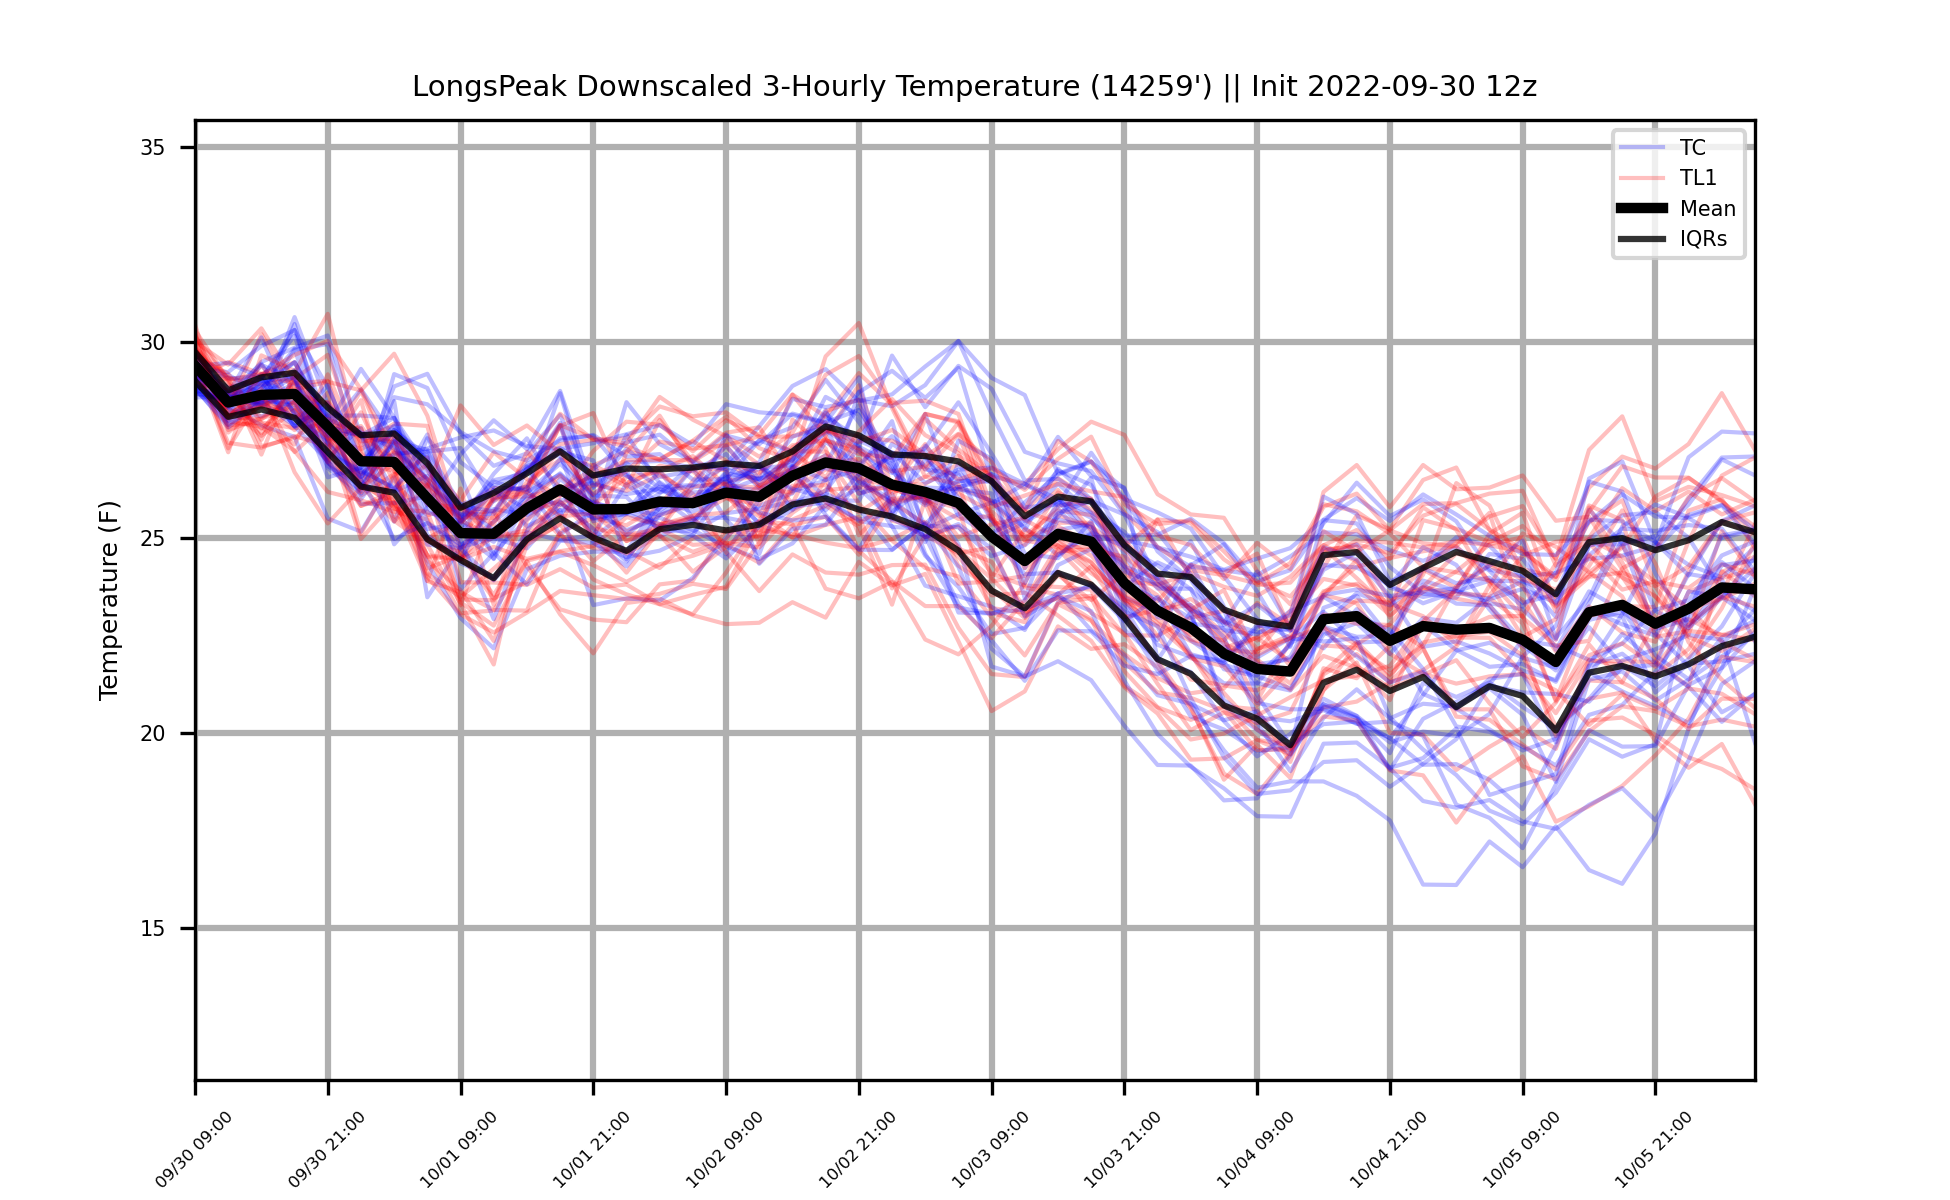 LongsPeak Downscaled 3-Hourly Temperature (14259') || Init 2022-09-30 12z
TC
TL1
Mean
IQRs
Temperature (F)
35
30
25
20
15
09/30 09:00
09/30 21:00
10/01 09:00
10/01 21:00
10/02 09:00
10/02 21:00
10/03 09:00
10/03 21:00
10/04 09:00
10/04 21:00
10/05 09:00
10/05 21:00